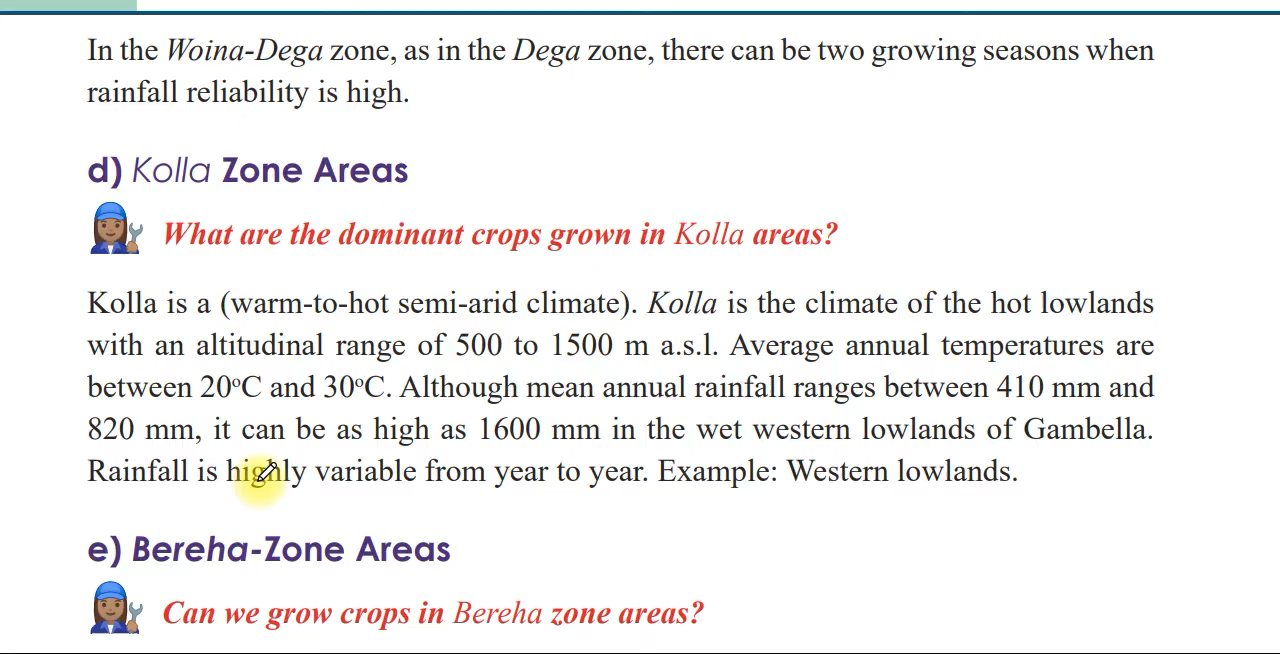 In the Woina-Dega zone, as in the Dega zone, there can be two growing seasons when
rainfall reliability is high.
d) Kolla Zone Areas
What are the dominant crops grown in Kolla areas?
Kolla is a (warm-to-hot semi-arid climate). Kolla is the climate of the hot lowlands
with an altitudinal range of 500 to 1500 m a.s.l. Average annual temperatures are
between 20°C and 30°C. Although mean annual rainfall ranges between 410 mm and
820 mm, it can be as high as 1600 mm in the wet western lowlands of Gambella.
Rainfall is highly variable from year to year. Example: Western lowlands.
e) Bereha-Zone Areas
Can we grow crops in Bereha zone areas?